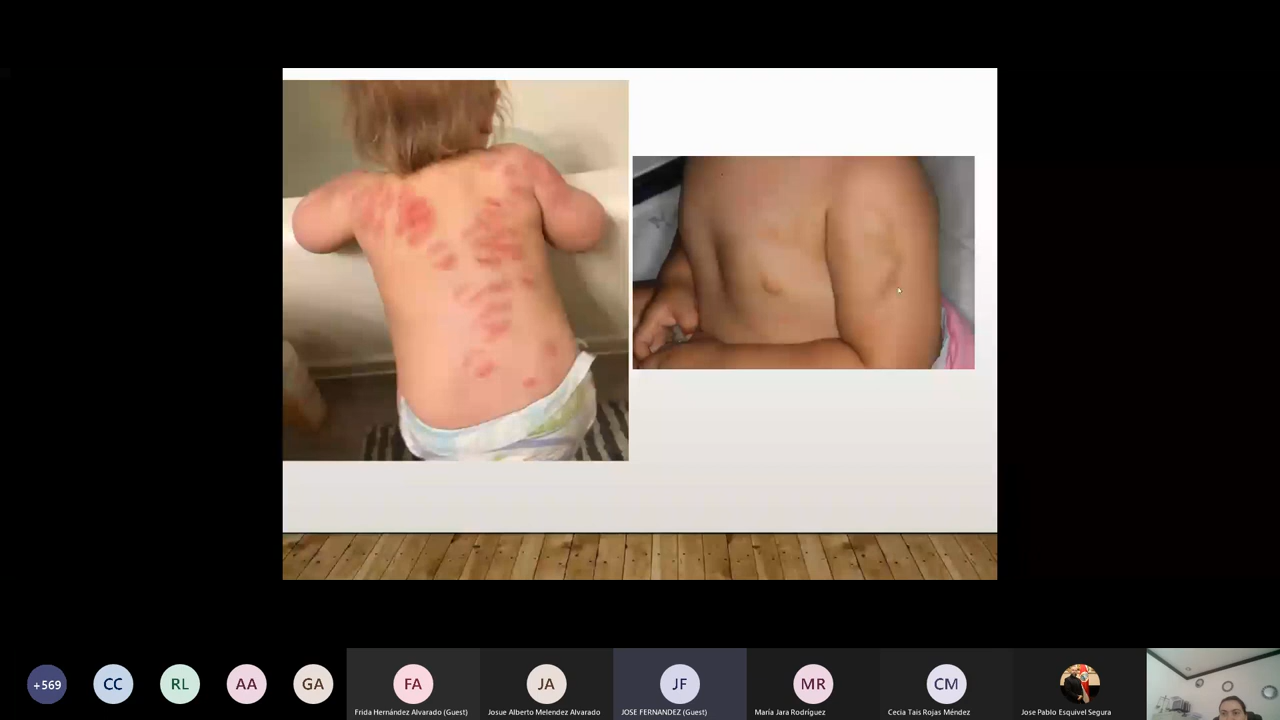 +569
CC
RL
AA
GA
FA
JA
JF
MR
CM
Frida Hernández Alvarado (Guest)
Josue Alberto Melendez Alvarado
JOSE FERNANDEZ (Guest)
María Jara Rodríguez
Cecia Tais Rojas Méndez
Jose Pablo Esquivel Segura